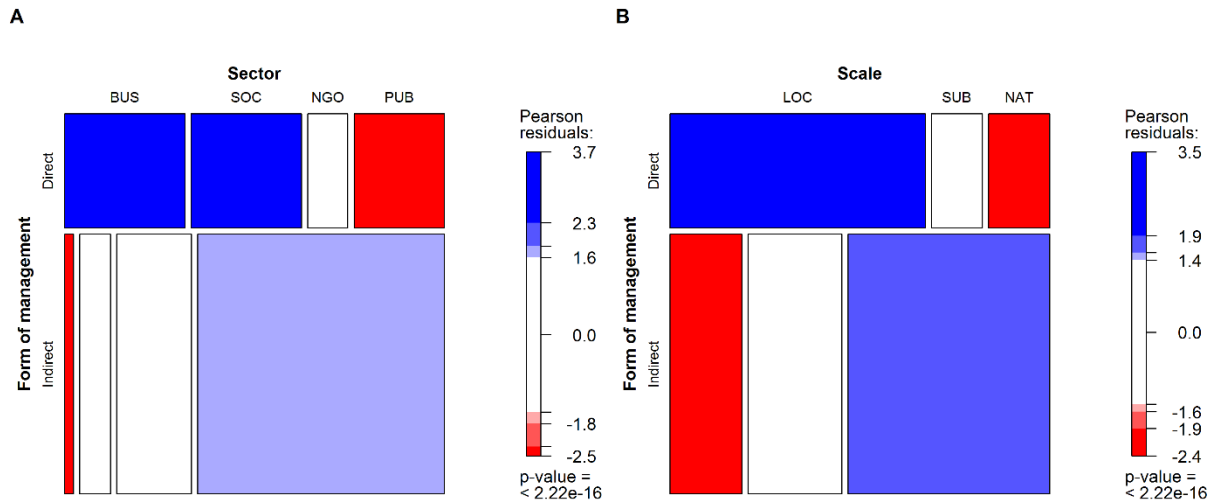 A
Sector
BUS SOC NGO PUB
Form of management
Direct
Indirect
Pearson
residuals:
3.7
2.3
1.6
0.0
-1.8
-2.5
p-value =
< 2.22e-16
B
Scale
LOC SUB NAT
Form of management
Direct
Indirect
Pearson
residuals:
3.5
1.9
1.4
0.0
-1.6
-1.9
-2.4
p-value =
< 2.22e-16